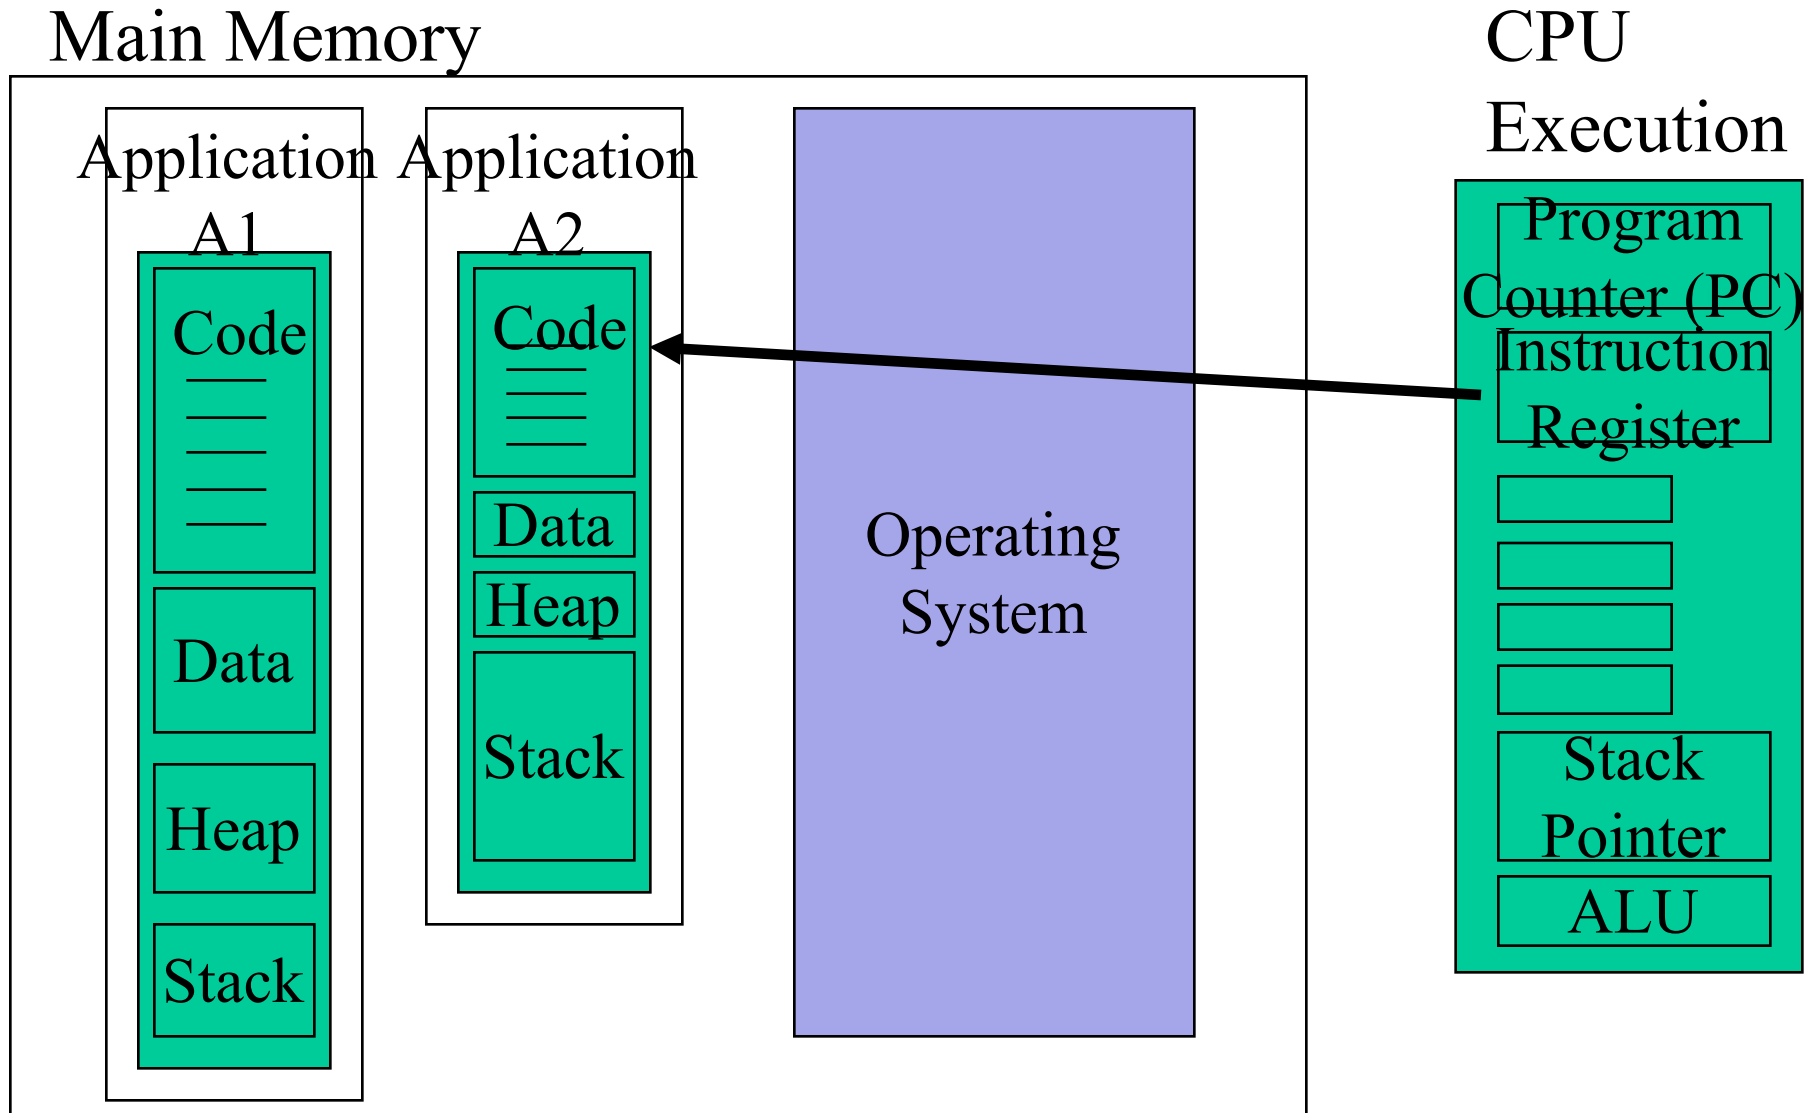 Main Memory
CPU
Execution
Application
A1
Code
Data
Heap
Stack
Application
A2
Code
Data
Heap
Stack
Operating
System
Program
Counter (PC)
Instruction
Register
Stack
Pointer
ALU